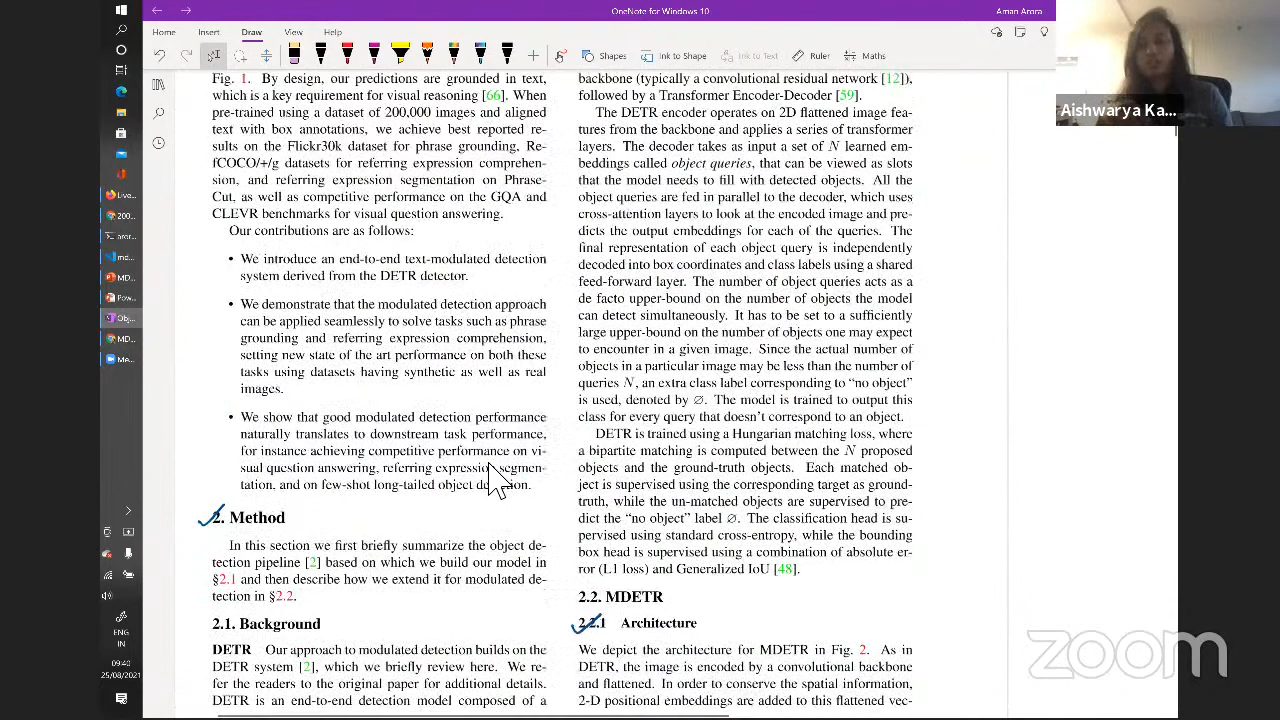 OneNote for Windows 10
Aman Arora
Home
Insert
Draw
View
Help
Shapes
Ink to Shape
Ink to Text
Ruler
Maths
Live...
200...
aror...
md...
MD...
Pow...
Obj...
MD...
Me...
ENG
IN
09:40
25/08/2021
Fig. 1. By design, our predictions are grounded in text,
which is a key requirement for visual reasoning [66]. When
pre-trained using a dataset of 200,000 images and aligned
text with box annotations, we achieve best reported re-
sults on the Flickr30k dataset for phrase grounding, Re-
fCOCO/+/g datasets for referring expression comprehen-
sion, and referring expression segmentation on Phrase-
Cut, as well as competitive performance on the GQA and
CLEVR benchmarks for visual question answering.
Our contributions are as follows:
• We introduce an end-to-end text-modulated detection
system derived from the DETR detector.
• We demonstrate that the modulated detection approach
can be applied seamlessly to solve tasks such as phrase
grounding and referring expression comprehension,
setting new state of the art performance on both these
tasks using datasets having synthetic as well as real
images.
• We show that good modulated detection performance
naturally translates to downstream task performance,
for instance achieving competitive performance on vi-
sual question answering, referring expression segmen-
tation, and on few-shot long-tailed object detection.
2. Method
In this section we first briefly summarize the object de-
tection pipeline [2] based on which we build our model in
§2.1 and then describe how we extend it for modulated de-
tection in §2.2.
2.1. Background
DETR Our approach to modulated detection builds on the
DETR system [2], which we briefly review here. We re-
fer the readers to the original paper for additional details.
DETR is an end-to-end detection model composed of a
backbone (typically a convolutional residual network [12]),
followed by a Transformer Encoder-Decoder [59].
The DETR encoder operates on 2D flattened image fea-
tures from the backbone and applies a series of transformer
layers. The decoder takes as input a set of N learned em-
beddings called object queries, that can be viewed as slots
that the model needs to fill with detected objects. All the
object queries are fed in parallel to the decoder, which uses
cross-attention layers to look at the encoded image and pre-
dicts the output embeddings for each of the queries. The
final representation of each object query is independently
decoded into box coordinates and class labels using a shared
feed-forward layer. The number of object queries acts as a
de facto upper-bound on the number of objects the model
can detect simultaneously. It has to be set to a sufficiently
large upper-bound on the number of objects one may expect
to encounter in a given image. Since the actual number of
objects in a particular image may be less than the number of
queries N, an extra class label corresponding to “no object”
is used, denoted by ∅. The model is trained to output this
class for every query that doesn’t correspond to an object.
DETR is trained using a Hungarian matching loss, where
a bipartite matching is computed between the N proposed
objects and the ground-truth objects. Each matched ob-
ject is supervised using the corresponding target as ground-
truth, while the un-matched objects are supervised to pre-
dict the “no object” label ∅. The classification head is su-
pervised using standard cross-entropy, while the bounding
box head is supervised using a combination of absolute er-
ror (L1 loss) and Generalized IoU [48].
2.2. MDETR
2.2.1 Architecture
We depict the architecture for MDETR in Fig. 2. As in
DETR, the image is encoded by a convolutional backbone
and flattened. In order to conserve the spatial information,
2-D positional embeddings are added to this flattened vec-
Aishwarya Ka...
zoom